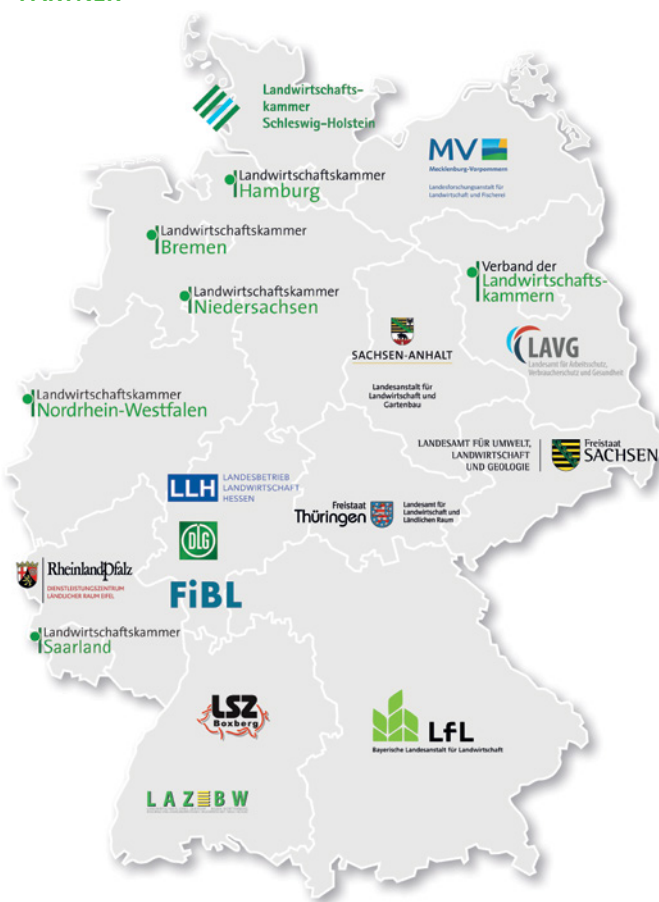 Landwirtschafts-
kammer
Schleswig-Holstein
MV
Mecklenburg-Vorpommern
Landesforschungsanstalt für
Landwirtschaft und Fischerei
Landwirtschaftskammer
Hamburg
Landwirtschaftskammer
Bremen
Verband der
Landwirtschafts-
kammern
Landwirtschaftskammer
Niedersachsen
SACHSEN-ANHALT
Landesanstalt für
Landwirtschaft und
Gartenbau
LAVG
Landesamt für Arbeitsschutz,
Verbraucherschutz und Gesundheit
Landwirtschaftskammer
Nordrhein-Westfalen
LANDESAMT FÜR UMWELT,
LANDWIRTSCHAFT
UND GEOLOGIE
Freistaat
SACHSEN
LLH
LANDESBETRIEB
LANDWIRTSCHAFT
HESSEN
Freistaat
Thüringen
Landesamt für
Landwirtschaft und
Ländlichen Raum
DLG
RheinlandPfalz
DIENSTLEISTUNGSZENTRUM
LÄNDLICHER RAUM EIFEL
FiBL
Landwirtschaftskammer
Saarland
LSZ
Boxberg
LfL
Bayerische Landesanstalt für Landwirtschaft
LAZBW